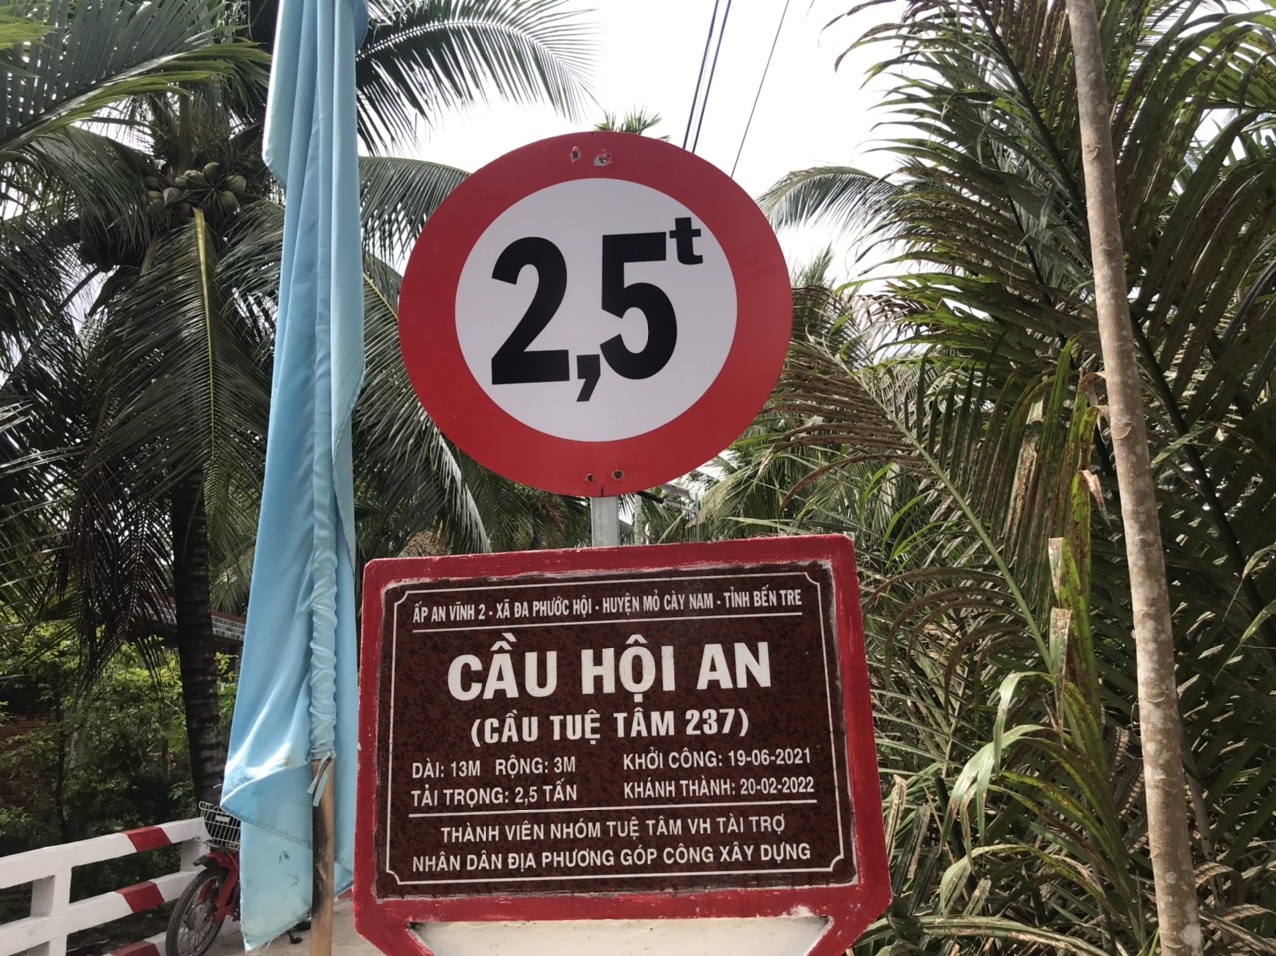 2,5t
ẤP AN VĨNH 2 - XÃ ĐA PHƯỚC HỘI - HUYỆN MỎ CÀY NAM - TỈNH BẾN TRE
CẦU HỘI AN
(CẦU TUỆ TÂM 237)
DÀI: 13M RỘNG: 3M
TẢI TRỌNG: 2,5 TẤN
KHỞI CÔNG: 19-06-2021
KHÁNH THÀNH: 20-02-2022
THÀNH VIÊN NHÓM TUỆ TÂM VH TÀI TRỢ
NHÂN DÂN ĐỊA PHƯƠNG GÓP CÔNG XÂY DỰNG